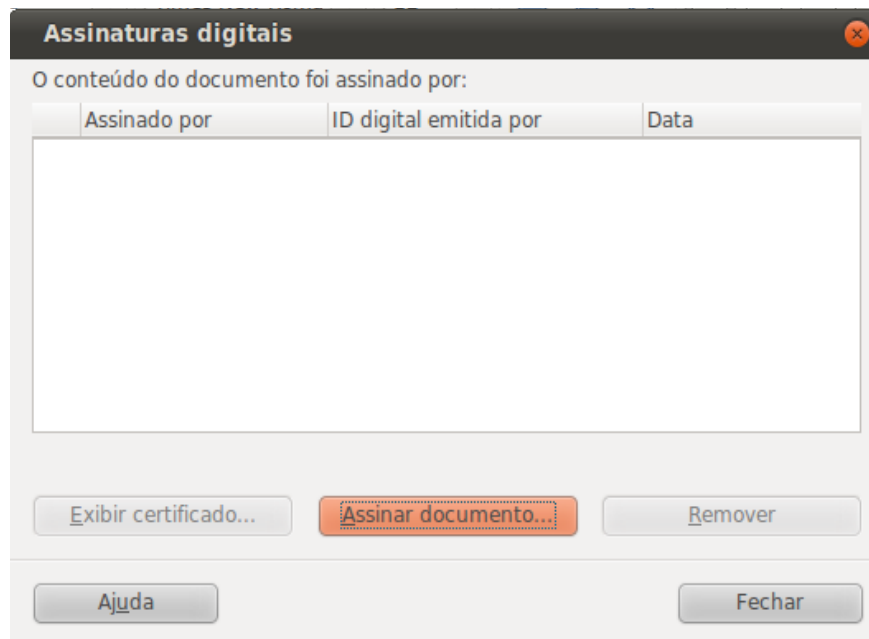 Assinaturas digitais
O conteúdo do documento foi assinado por:
Assinado por ID digital emitida por Data
Exibir certificado... Assinar documento... Remover
Ajuda Fechar